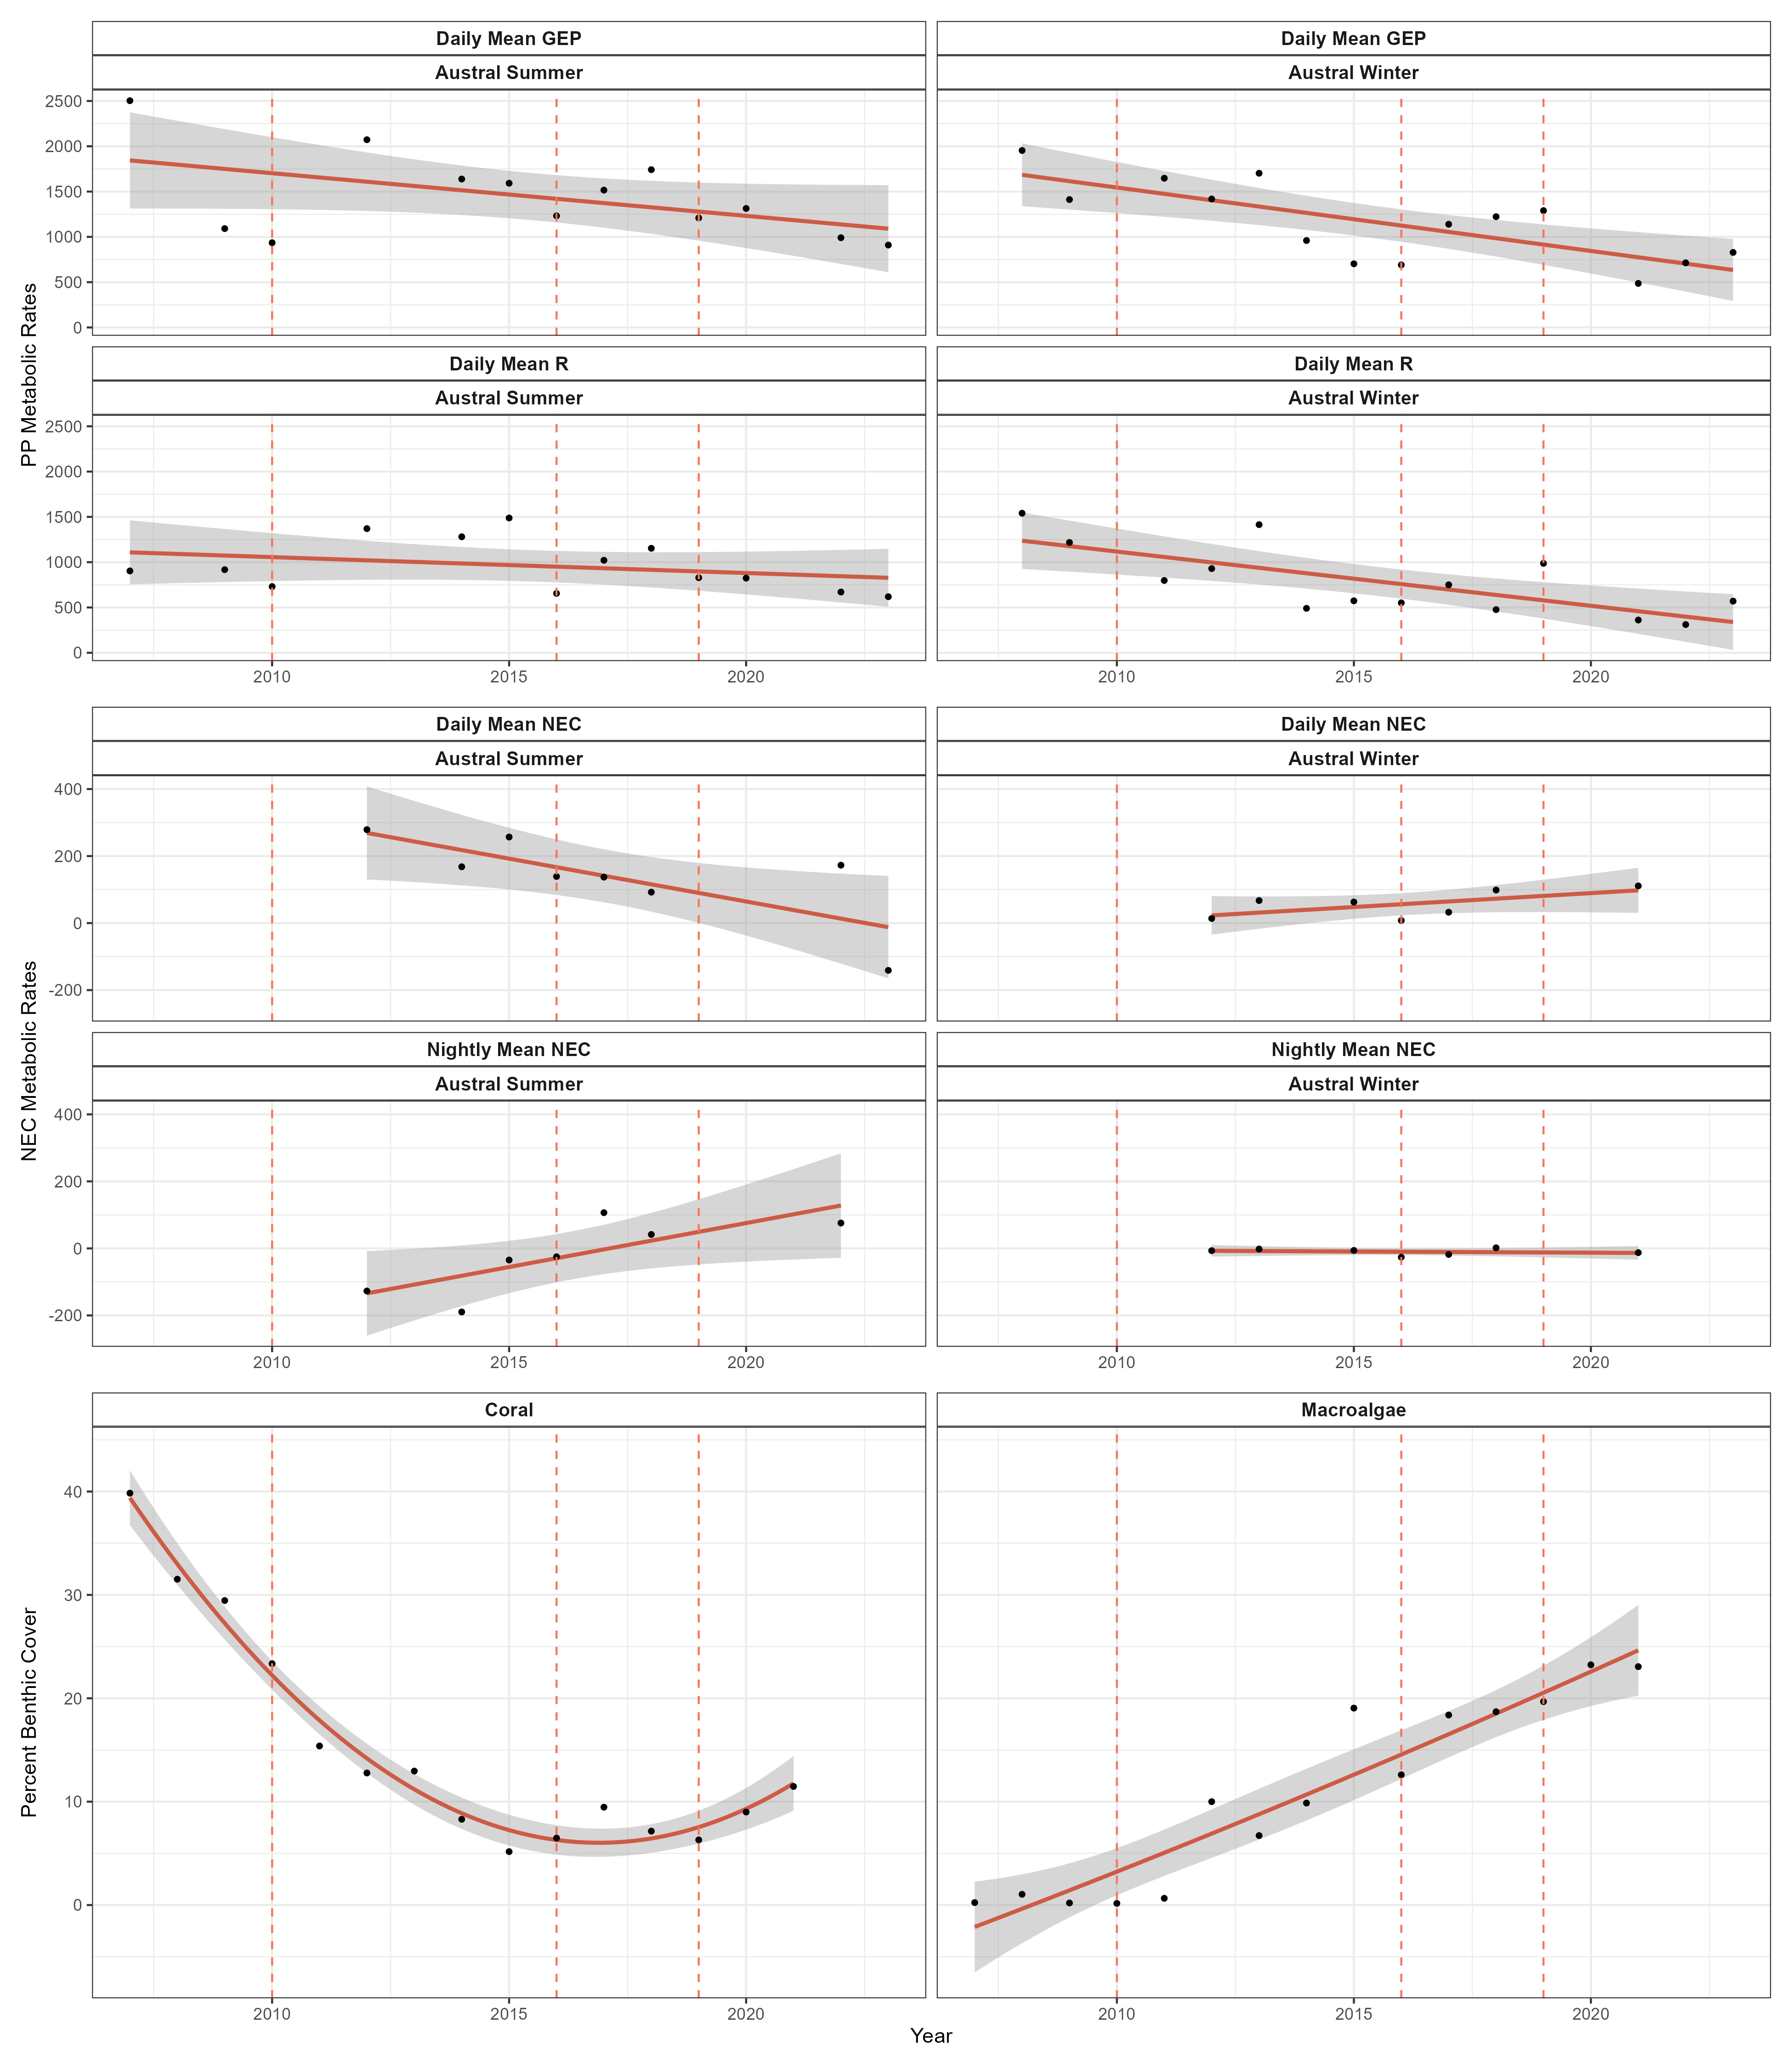 Daily Mean GEP
Daily Mean GEP
Austral Summer
Austral Winter
2500
2000
1500
1000
500
0
PP Metabolic Rates
Daily Mean R
Daily Mean R
Austral Summer
Austral Winter
2500
2000
1500
1000
500
0
2010
2015
2020
2010
2015
2020
Daily Mean NEC
Daily Mean NEC
Austral Summer
Austral Winter
400
200
0
-200
NEC Metabolic Rates
Nightly Mean NEC
Nightly Mean NEC
Austral Summer
Austral Winter
400
200
0
-200
2010
2015
2020
2010
2015
2020
Coral
Macroalgae
40
30
20
10
0
Percent Benthic Cover
2010
2015
2020
2010
2015
2020
Year